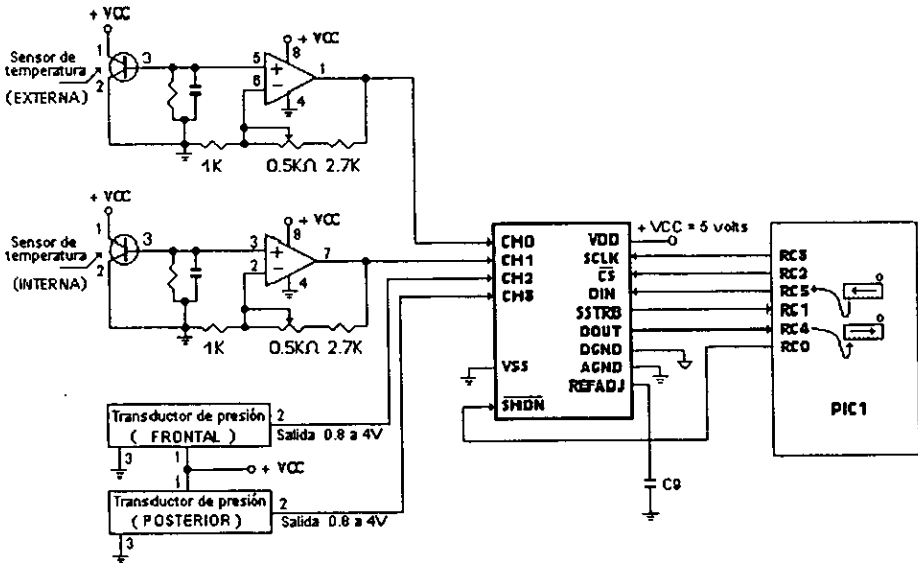 + VCC
1
Sensor de
temperatura
(EXTERNA)
2
3
5
6
+
−
+ VCC
8
1
4
1K
0.5KΩ
2.7K
+ VCC
1
Sensor de
temperatura
(INTERNA)
2
3
3
2
+
−
+ VCC
8
7
4
1K
0.5KΩ
2.7K
Transductor de presión
( FRONTAL )
2
Salida 0.8 a 4V
3
1
+ VCC
1
Transductor de presión
( POSTERIOR )
2
Salida 0.8 a 4V
3
CH0
CH1
CH2
CH3
VSS
SHDN
VDD
SCLK
CS
DIN
SSTRB
DOUT
DGND
AGND
REFADJ
+ VCC = 5 volts
C9
RC3
RC2
RC5
RC1
RC4
RC0
0
0
PIC1